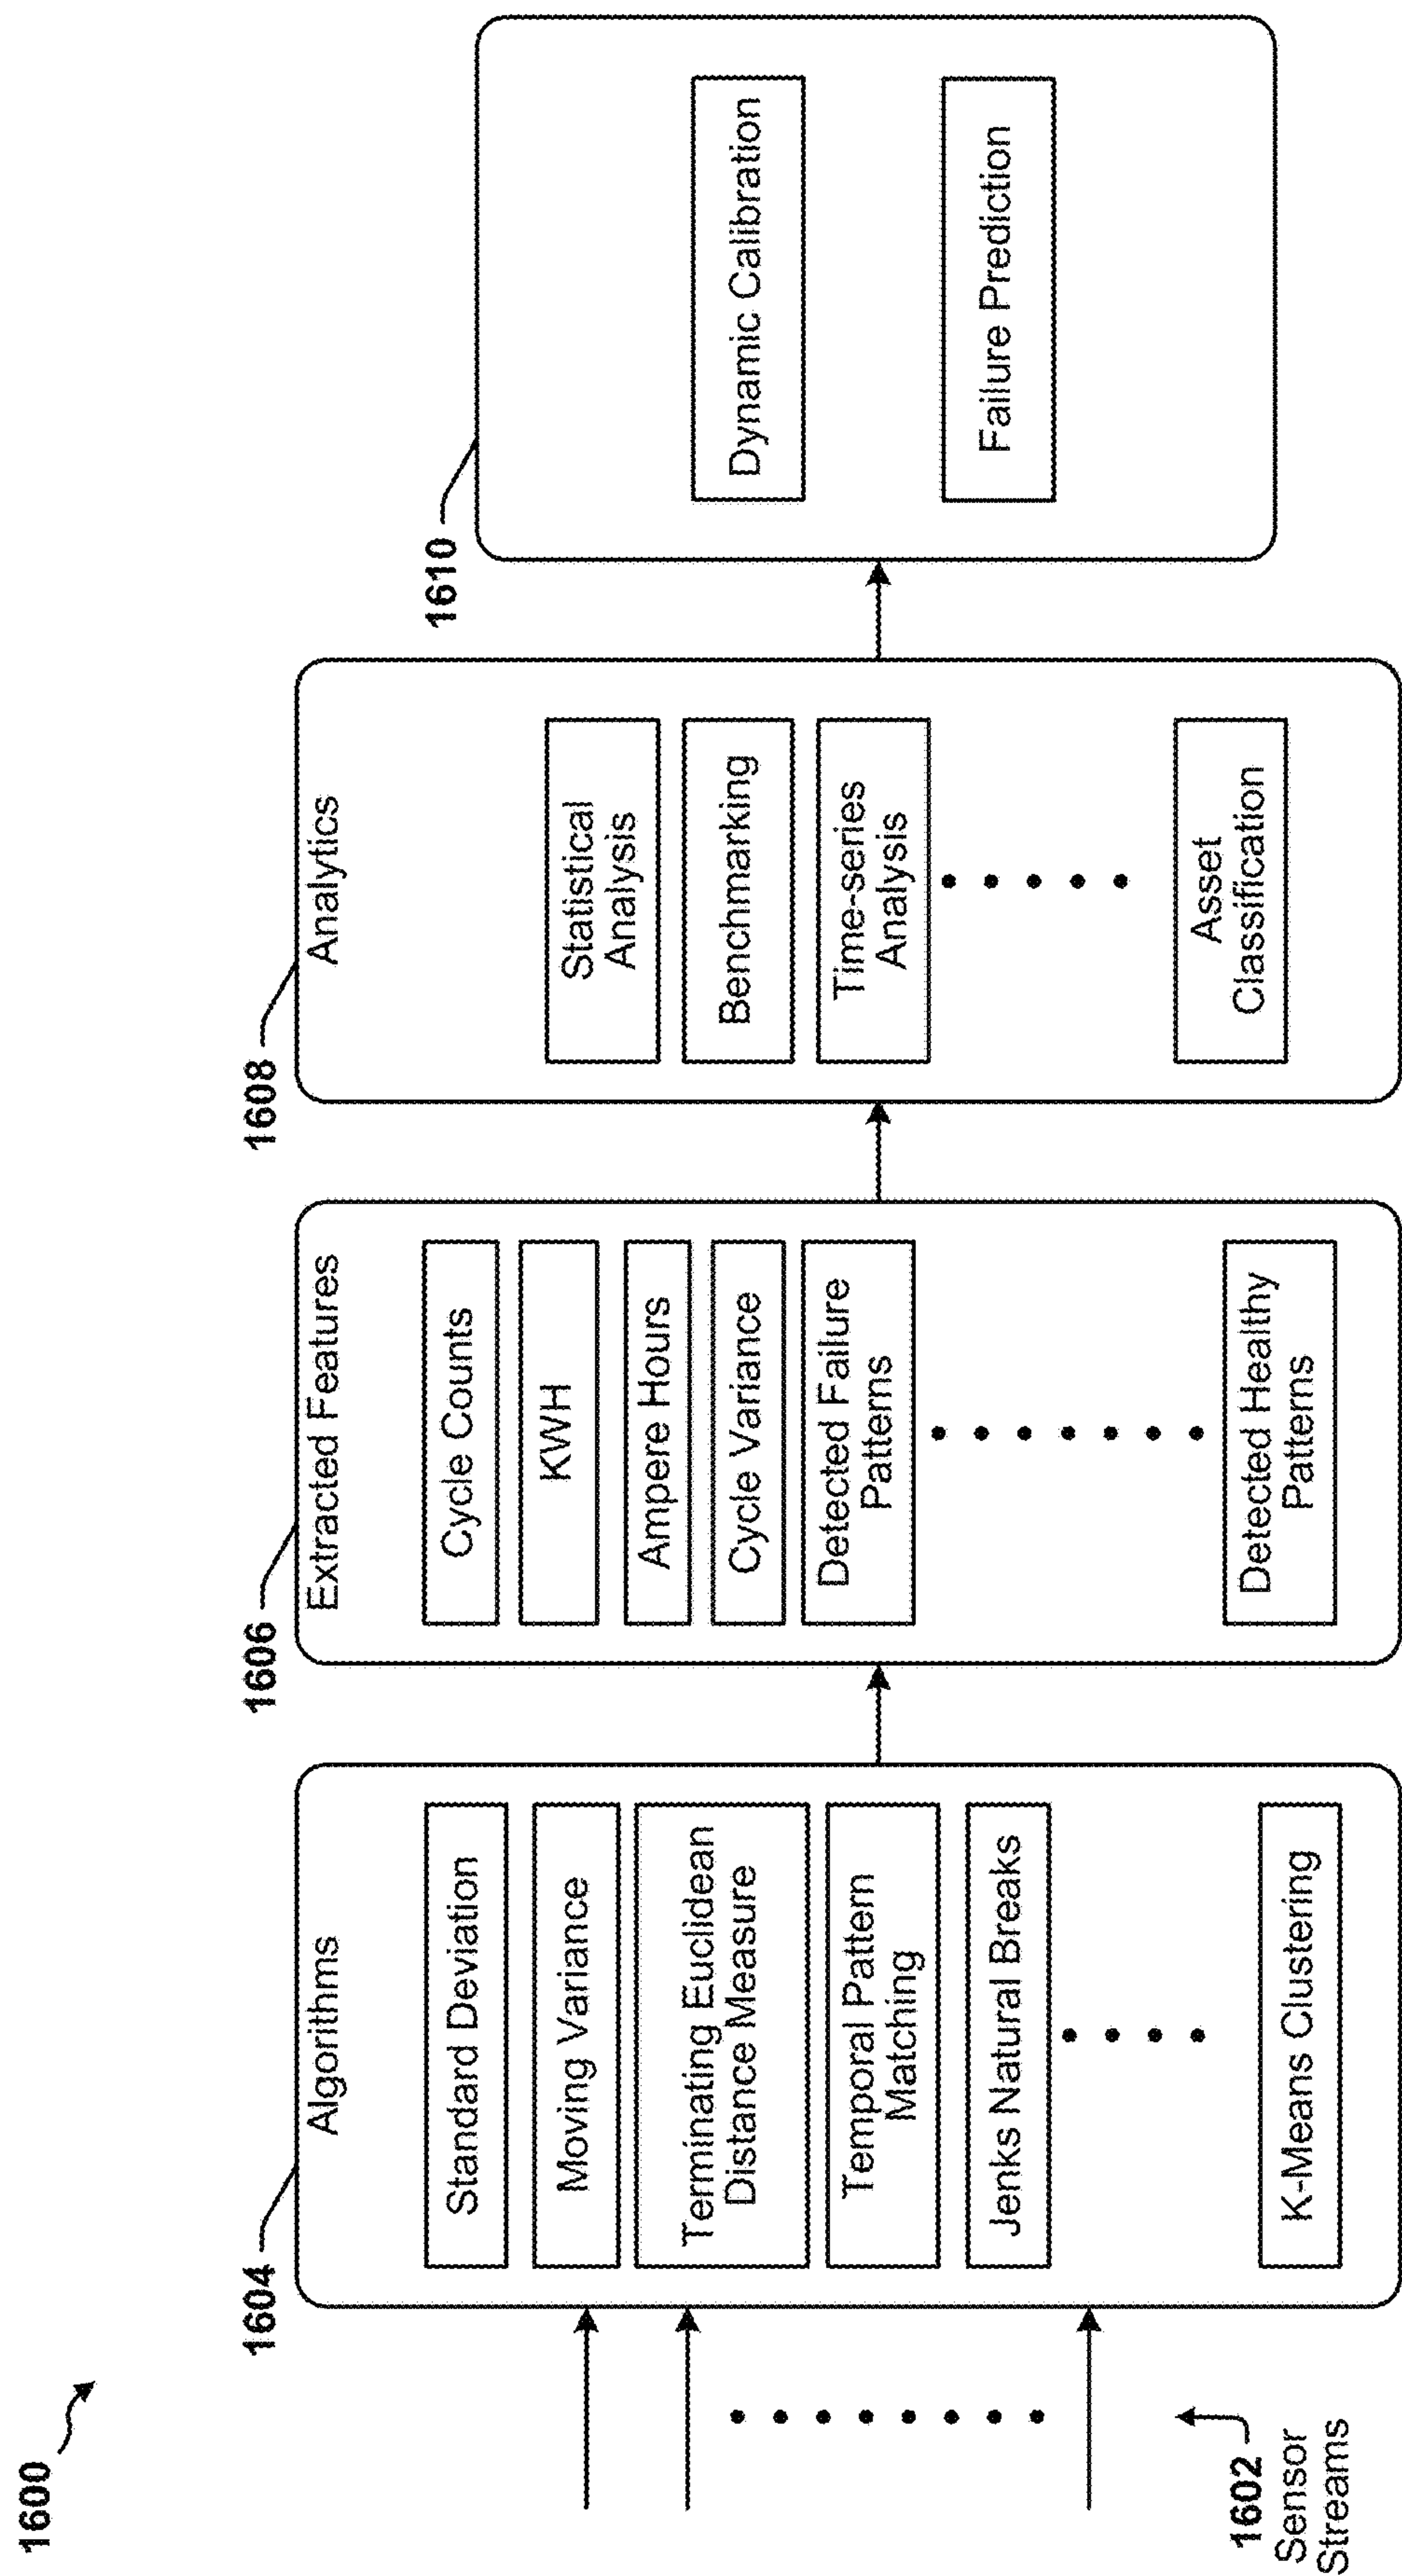 1600
1602
Sensor
Streams
1604
Algorithms
Standard Deviation
Moving Variance
Terminating Euclidean
Distance Measure
Temporal Pattern
Matching
Jenks Natural Breaks
K-Means Clustering
1606
Extracted Features
Cycle Counts
KWH
Ampere Hours
Cycle Variance
Detected Failure
Patterns
Detected Healthy
Patterns
1608
Analytics
Statistical
Analysis
Benchmarking
Time-series
Analysis
Asset
Classification
1610
Dynamic Calibration
Failure Prediction